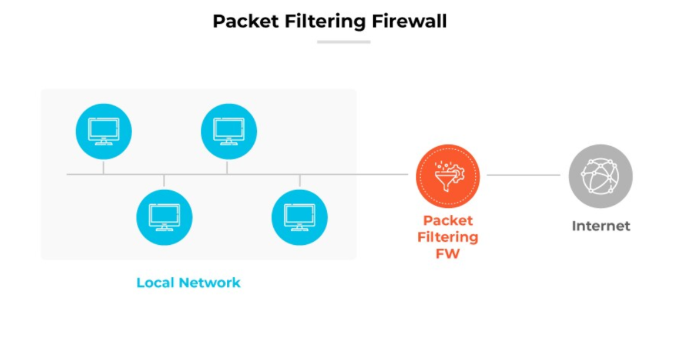 Packet Filtering Firewall
Packet
Filtering
FW
Internet
Local Network